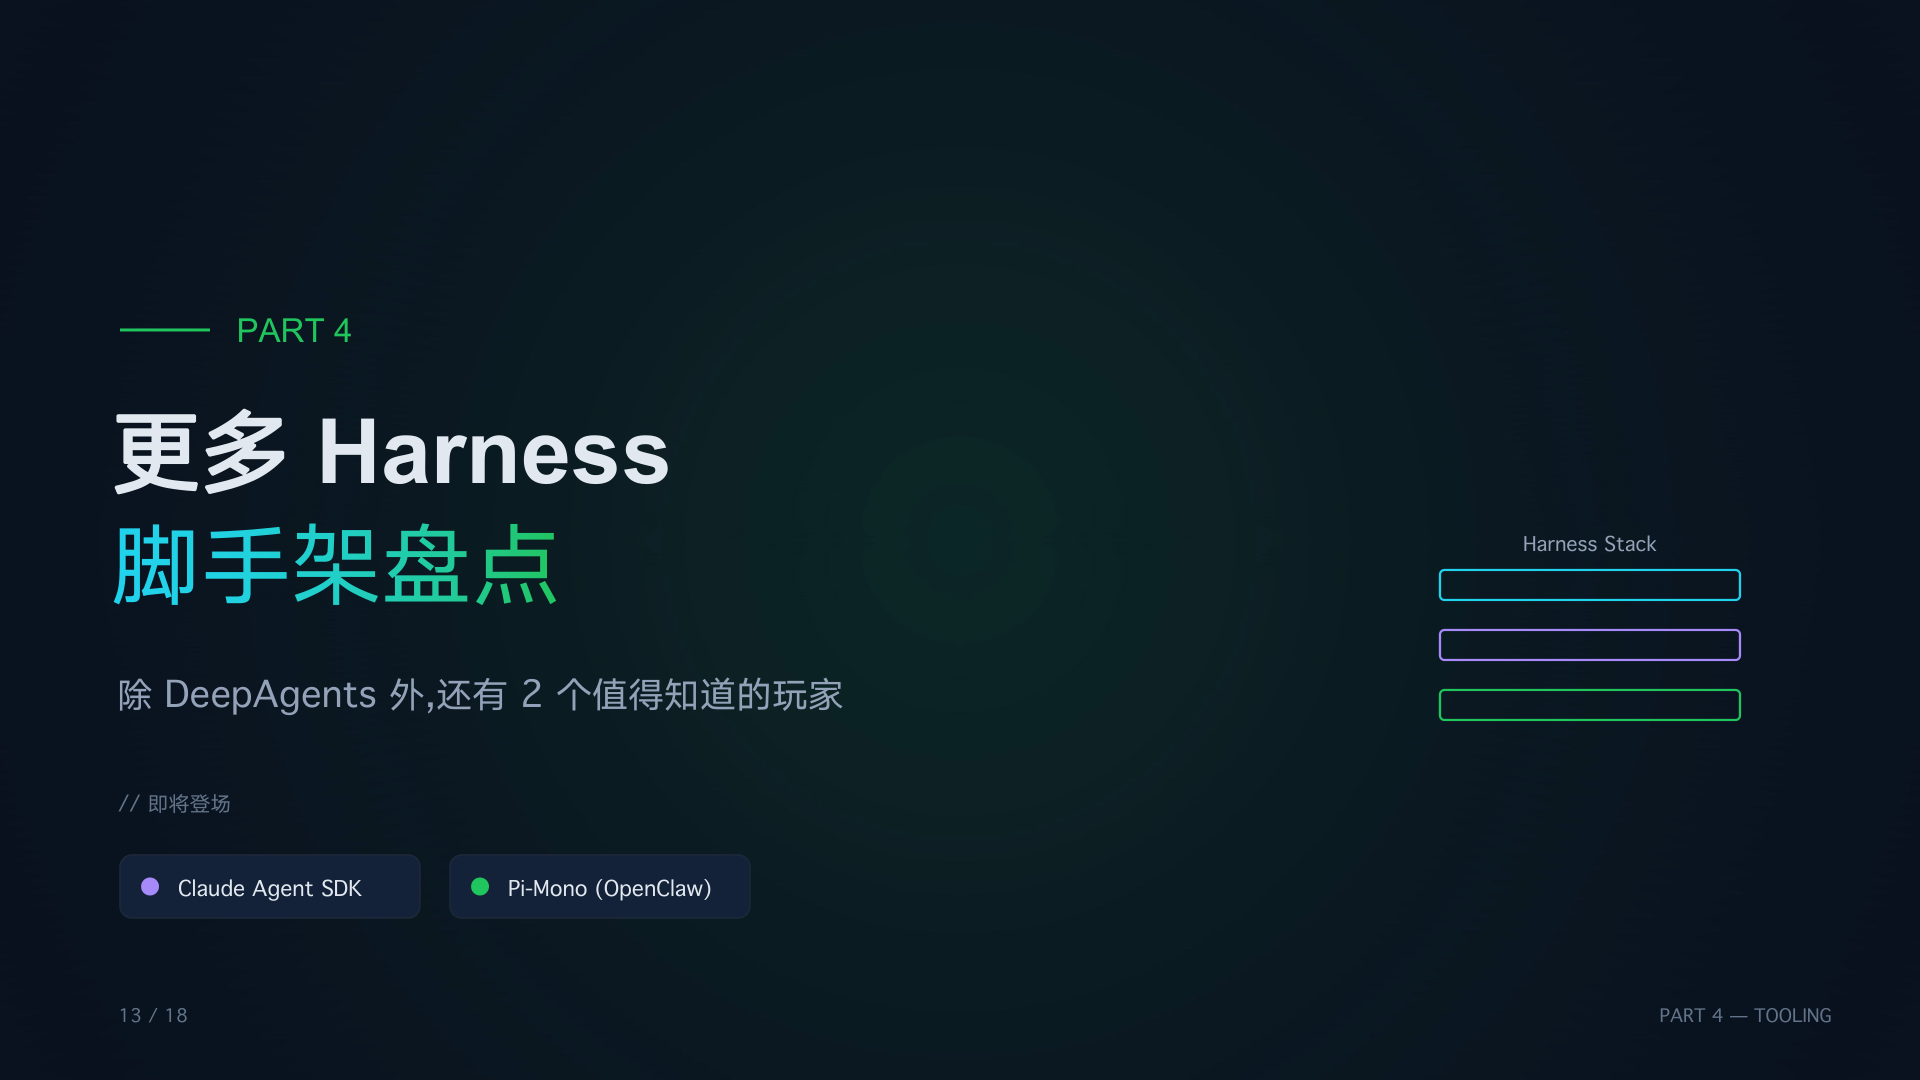 PART 4
更多 Harness
脚手架盘点
除 DeepAgents 外,还有 2 个值得知道的玩家
Harness Stack
// 即将登场
Claude Agent SDK
Pi-Mono (OpenClaw)
13 / 18
PART 4 — TOOLING